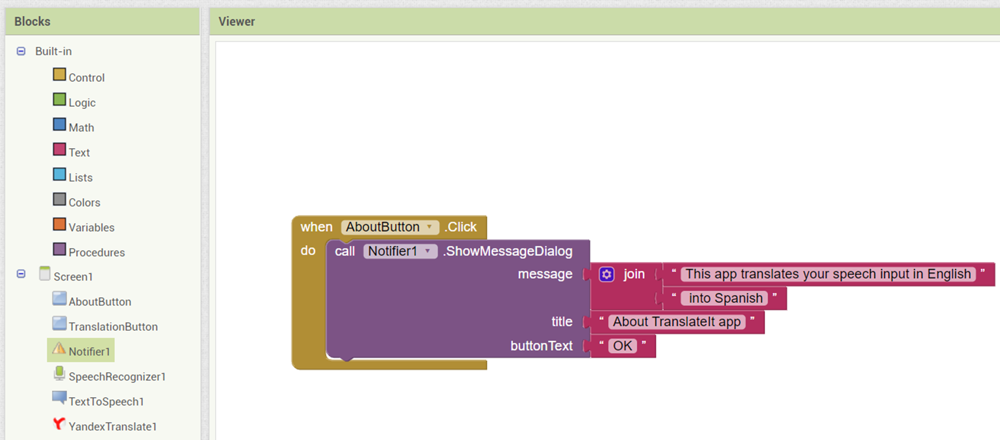 Blocks
Viewer
Built-in
Control
Logic
Math
Text
Lists
Colors
Variables
Procedures
Screen1
AboutButton
TranslationButton
Notifier1
SpeechRecognizer1
TextToSpeech1
YandexTranslate1
when AboutButton .Click
do call Notifier1 .ShowMessageDialog
message join “ This app translates your speech input in English ”
“ into Spanish ”
title “ About TranslateIt app ”
buttonText “ OK ”